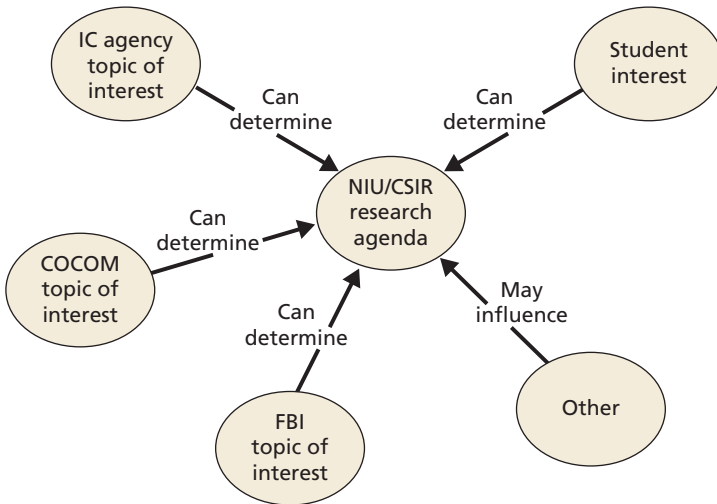 IC agency
topic of
interest
Student
interest
Can
determine
Can
determine
NIU/CSIR
research
agenda
Can
determine
COCOM
topic of
interest
Can
determine
May
influence
FBI
topic of
interest
Other